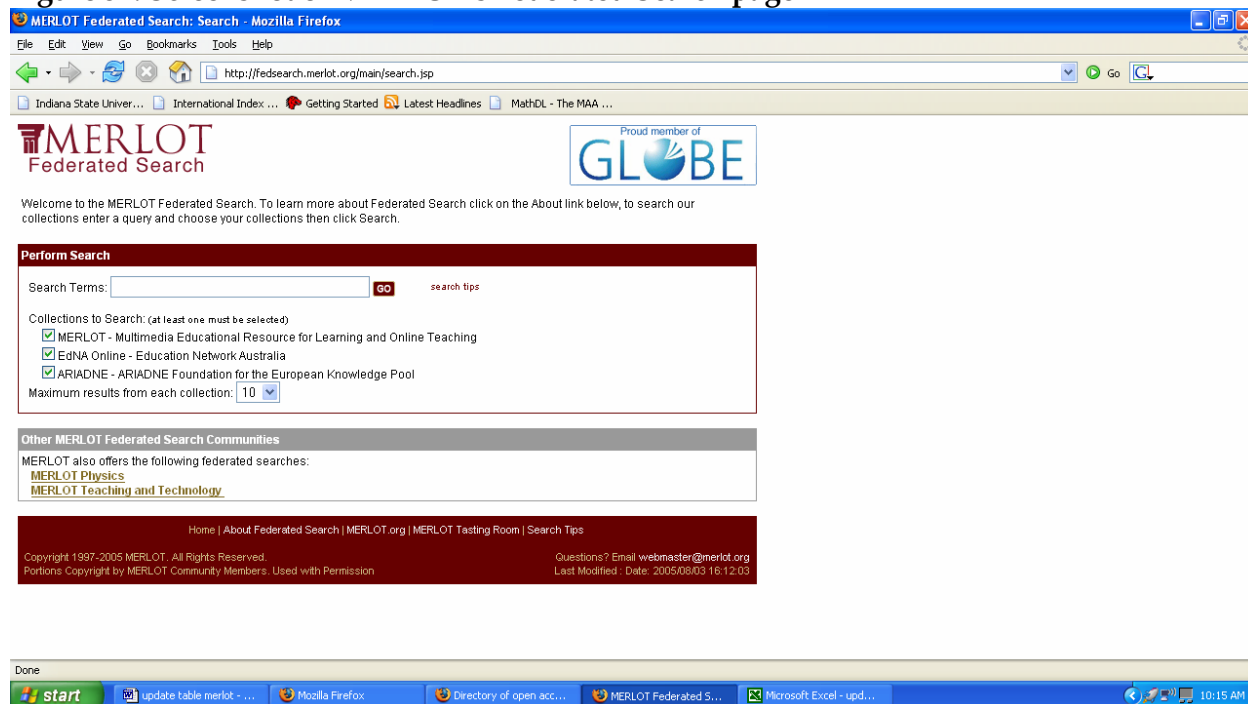 MERLOT Federated Search: Search - Mozilla Firefox
File Edit View Go Bookmarks Tools Help
http://fedsearch.merlot.org/main/search.jsp Go G
Indiana State Univer... International Index ... Getting Started Latest Headlines MathDL - The MAA ...
MERLOT
Federated Search
Proud member of
GLOBE
Welcome to the MERLOT Federated Search. To learn more about Federated Search click on the About link below, to search our
collections enter a query and choose your collections then click Search.
Perform Search
Search Terms: GO search tips
Collections to Search: (at least one must be selected)
MERLOT - Multimedia Educational Resource for Learning and Online Teaching
EdNA Online - Education Network Australia
ARIADNE - ARIADNE Foundation for the European Knowledge Pool
Maximum results from each collection: 10
Other MERLOT Federated Search Communities
MERLOT also offers the following federated searches:
MERLOT Physics
MERLOT Teaching and Technology
Home | About Federated Search | MERLOT.org | MERLOT Tasting Room | Search Tips
Copyright 1997-2005 MERLOT. All Rights Reserved. Questions? Email webmaster@merlot.org
Portions Copyright by MERLOT Community Members. Used with Permission Last Modified : Date: 2005/08/03 16:12:03
Done
start update table merlot - ... Mozilla Firefox Directory of open acc... MERLOT Federated S... Microsoft Excel - upd... 10:15 AM